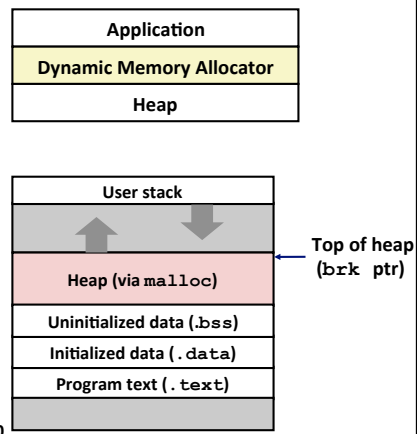 Application
Dynamic Memory Allocator
Heap
User stack
Top of heap
(brk ptr)
Heap (via malloc)
Uninitialized data (.bss)
Initialized data (.data)
Program text (.text)
0